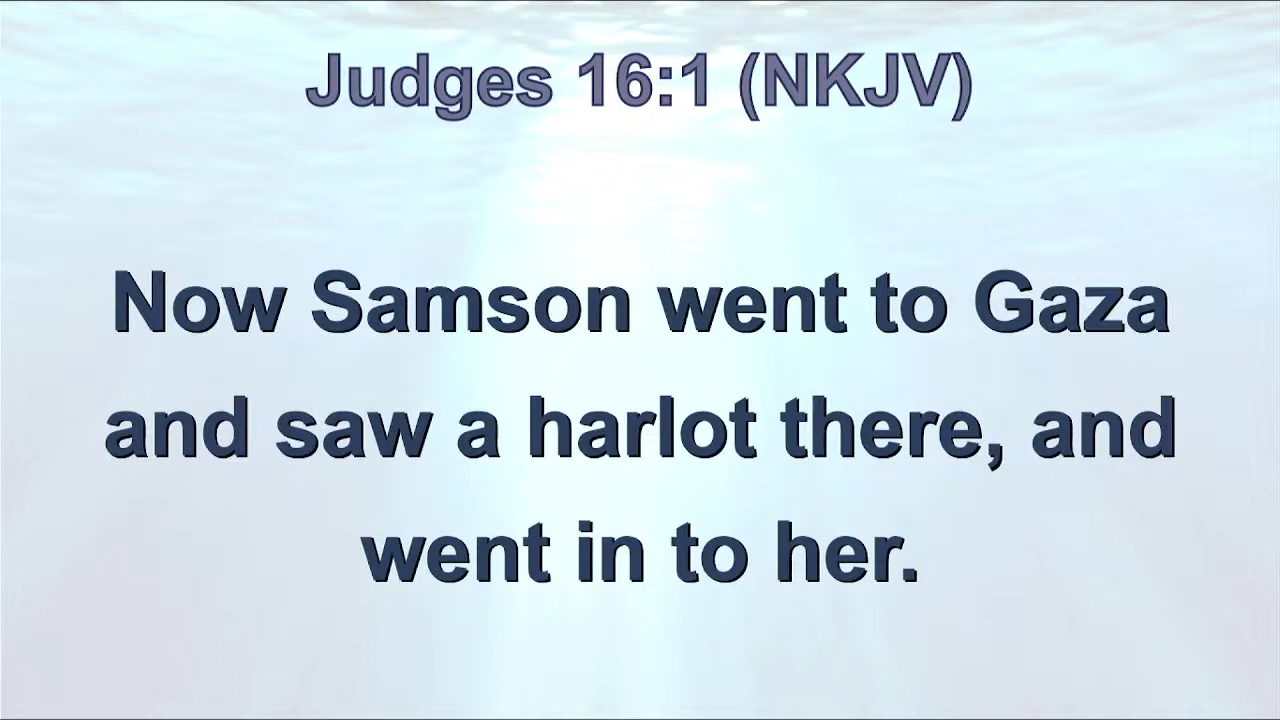 Judges 16:1 (NKJV)
Now Samson went to Gaza
and saw a harlot there, and
went in to her.